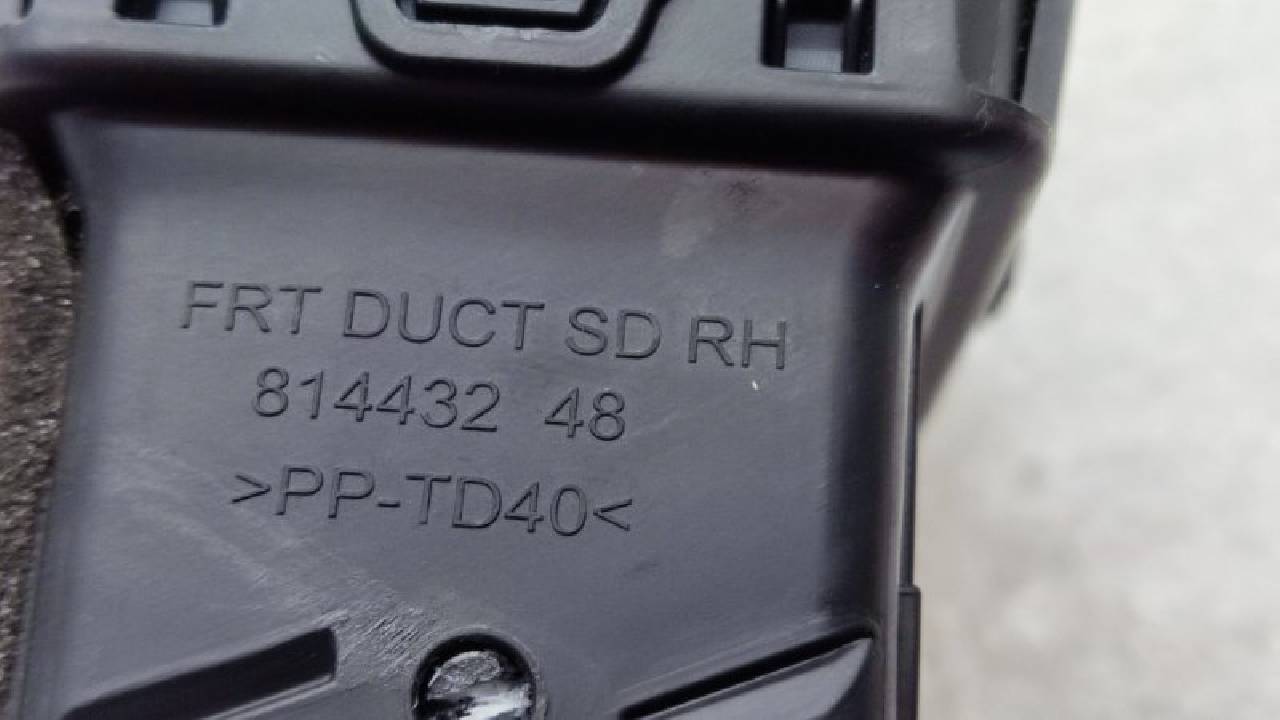 FRT DUCT SD RH
814432 48
>PP-TD40<